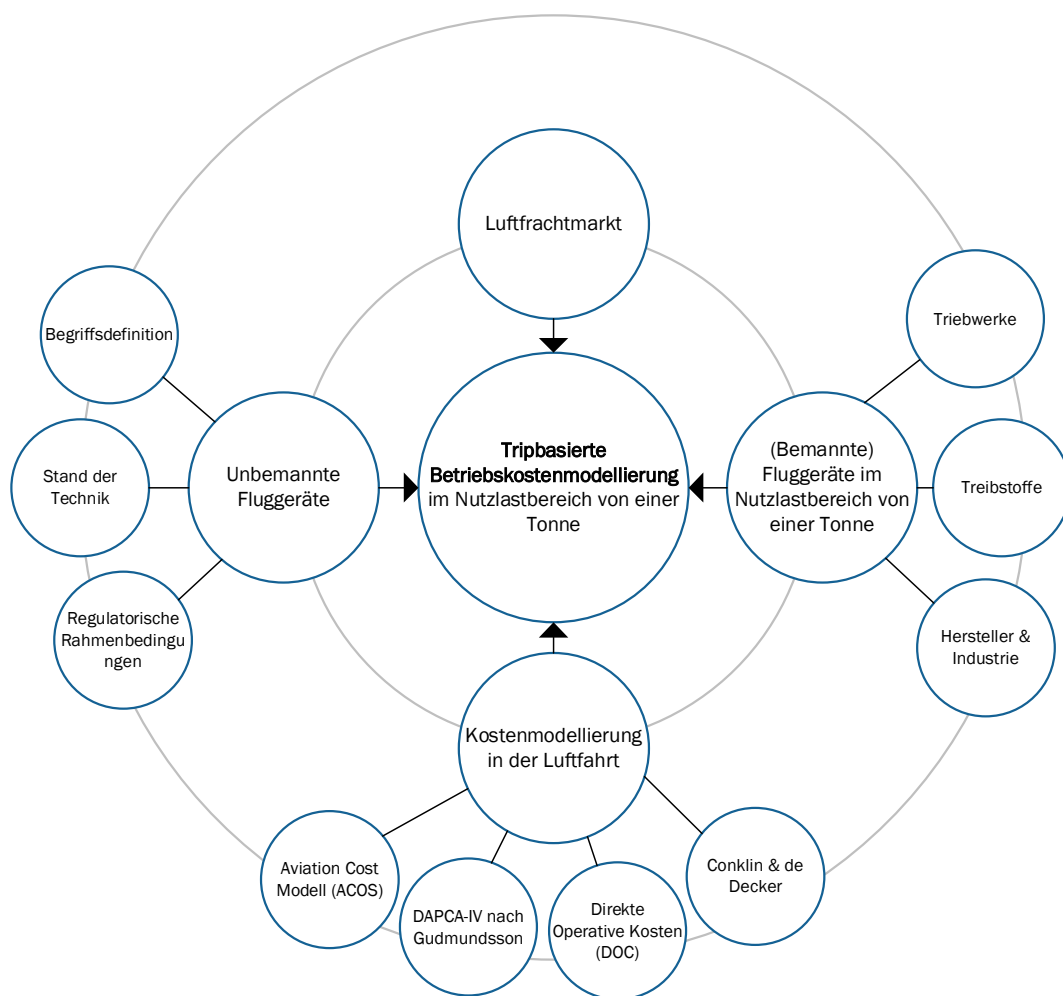 Luftfrachtmarkt
Begriffsdefinition
Triebwerke
Stand der
Technik
Unbemannte
Fluggeräte
Tripbasierte
Betriebskostenmodellierung
im Nutzlastbereich von einer
Tonne
(Bemannte)
Fluggeräte im
Nutzlastbereich von
einer Tonne
Treibstoffe
Regulatorische
Rahmenbedingu
ngen
Hersteller &
Industrie
Kostenmodellierung
in der Luftfahrt
Aviation Cost
Modell (ACOS)
DAPCA-IV nach
Gudmundsson
Direkte
Operative Kosten
(DOC)
Conklin & de
Decker